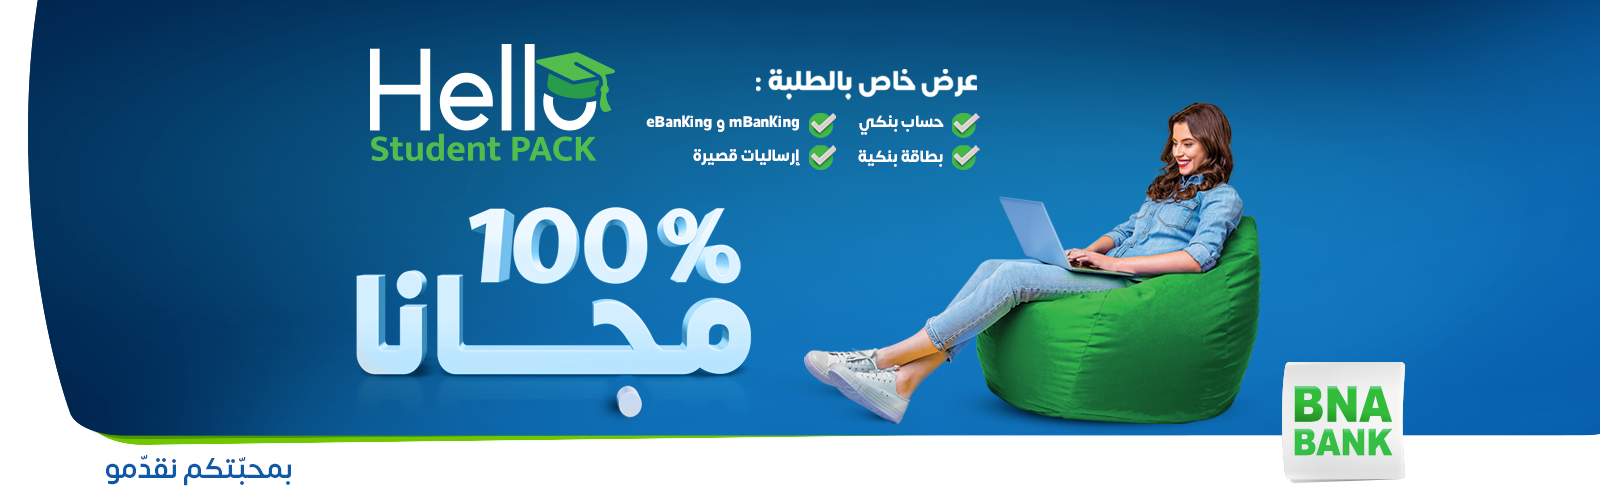 Hello
Student PACK
عرض خاص بالطلبة :
حساب بنكي
mBanKing و eBanKing
بطاقة بنكية
إرساليات قصيرة
100%
مجانا
BNA
BANK
بمحبّتكم نقدّمو